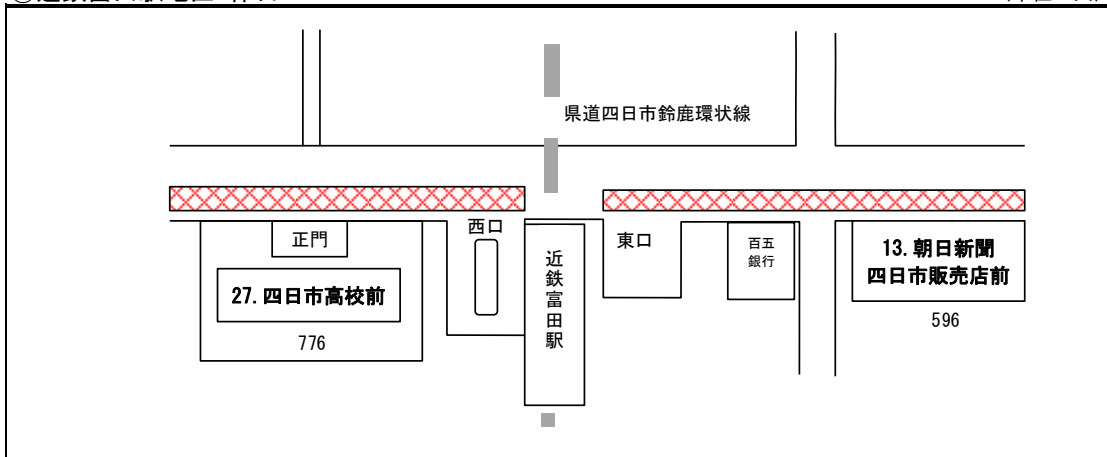 県道四日市鈴鹿環状線
正門
西口
東口
百五
銀行
13. 朝日新聞
四日市販売店前
27. 四日市高校前
近鉄富田駅
596
776